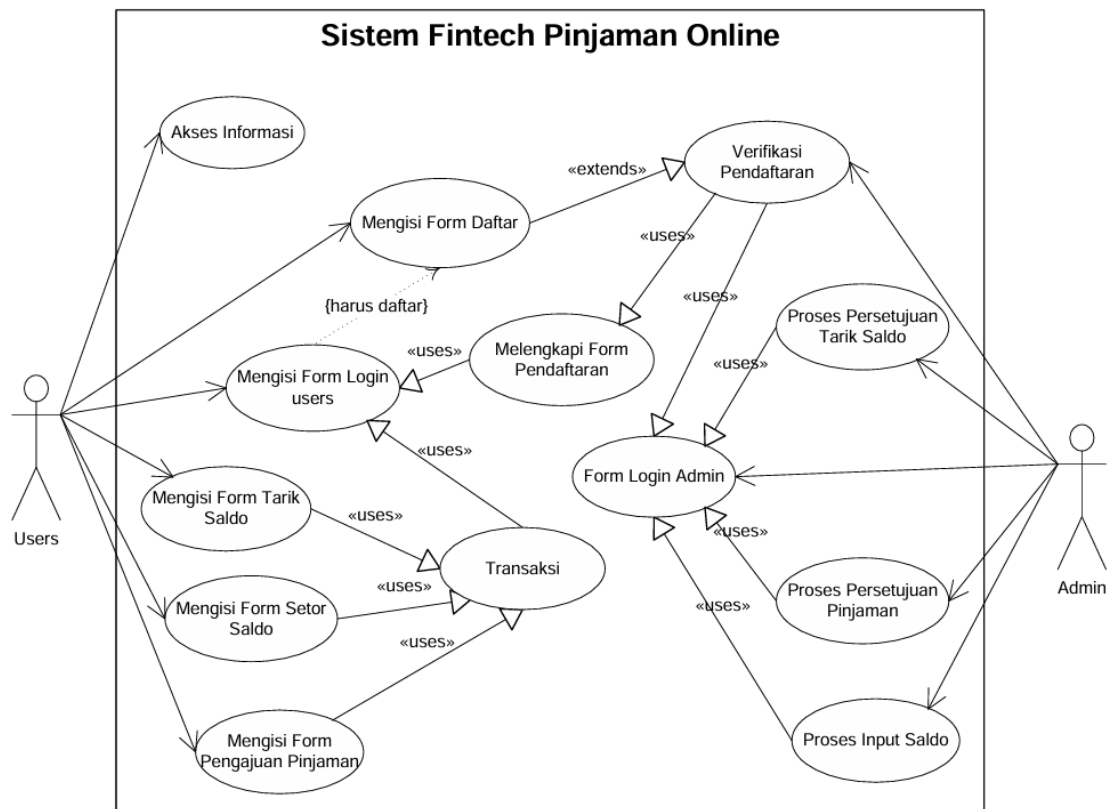 Sistem Fintech Pinjaman Online
Akses Informasi
Verifikasi
Pendaftaran
«extends»
Mengisi Form Daftar
«uses»
«uses»
{harus daftar}
Proses Persetujuan
Tarik Saldo
«uses»
Melengkapi Form
Pendaftaran
«uses»
Mengisi Form Login
users
«uses»
Form Login Admin
Mengisi Form Tarik
Saldo
«uses»
Users
«uses»
Transaksi
«uses»
Mengisi Form Setor
Saldo
«uses»
Proses Persetujuan
Pinjaman
Admin
«uses»
Mengisi Form
Pengajuan Pinjaman
Proses Input Saldo